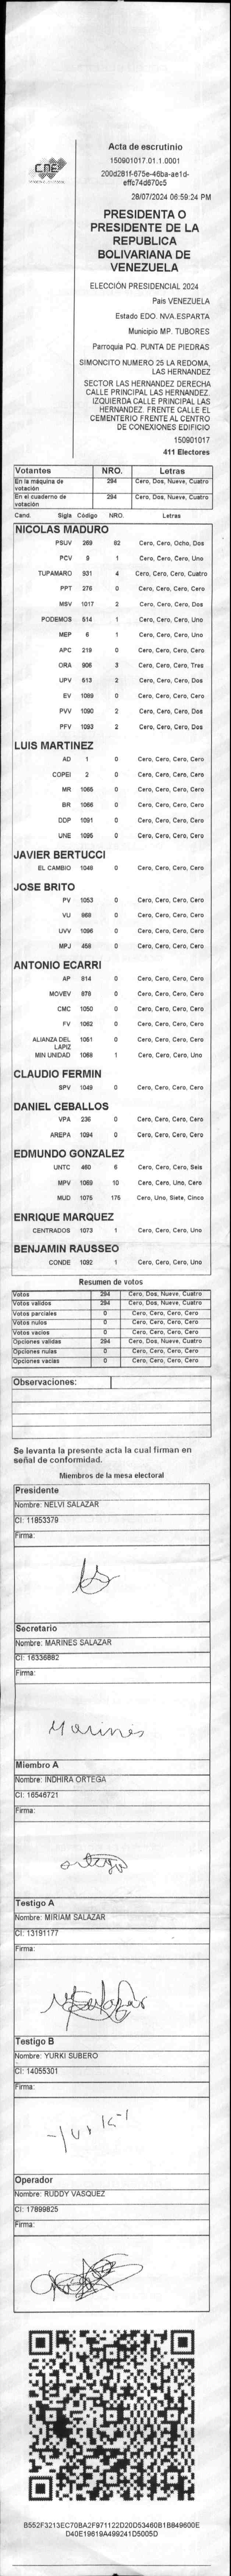 CNE
Acta de escrutinio
150901017.01.1.0001
200d281f-675e-46ba-ae1d-
effc74d670c5
28/07/2024 06:59:24 PM
PRESIDENTA O
PRESIDENTE DE LA
REPUBLICA
BOLIVARIANA DE
VENEZUELA
ELECCIÓN PRESIDENCIAL 2024
Pais VENEZUELA
Estado EDO. NVA.ESPARTA
Municipio MP. TUBORES
Parroquia PQ. PUNTA DE PIEDRAS
SIMONCITO NUMERO 25 LA REDOMA,
LAS HERNANDEZ
SECTOR LAS HERNANDEZ DERECHA
CALLE PRINCIPAL LAS HERNANDEZ.
IZQUIERDA CALLE PRINCIPAL LAS
HERNANDEZ. FRENTE CALLE EL
CEMENTERIO FRENTE AL CENTRO
DE CONEXIONES EDIFICIO
150901017
411 Electores
Votantes NRO. Letras
En la máquina de votación 294 Cero, Dos, Nueve, Cuatro
En el cuaderno de votación 294 Cero, Dos, Nueve, Cuatro
Cand. Sigla Código NRO. Letras
NICOLAS MADURO
PSUV 269 82 Cero, Cero, Ocho, Dos
PCV 9 1 Cero, Cero, Cero, Uno
TUPAMARO 931 4 Cero, Cero, Cero, Cuatro
PPT 276 0 Cero, Cero, Cero, Cero
MSV 1017 2 Cero, Cero, Cero, Dos
PODEMOS 514 1 Cero, Cero, Cero, Uno
MEP 6 1 Cero, Cero, Cero, Uno
APC 219 0 Cero, Cero, Cero, Cero
ORA 906 3 Cero, Cero, Cero, Tres
UPV 513 2 Cero, Cero, Cero, Dos
EV 1089 0 Cero, Cero, Cero, Cero
PVV 1090 2 Cero, Cero, Cero, Dos
PFV 1093 2 Cero, Cero, Cero, Dos
LUIS MARTINEZ
AD 1 0 Cero, Cero, Cero, Cero
COPEI 2 0 Cero, Cero, Cero, Cero
MR 1065 0 Cero, Cero, Cero, Cero
BR 1066 0 Cero, Cero, Cero, Cero
DDP 1091 0 Cero, Cero, Cero, Cero
UNE 1095 0 Cero, Cero, Cero, Cero
JAVIER BERTUCCI
EL CAMBIO 1046 0 Cero, Cero, Cero, Cero
JOSE BRITO
PV 1053 0 Cero, Cero, Cero, Cero
VU 968 0 Cero, Cero, Cero, Cero
UVV 1096 0 Cero, Cero, Cero, Cero
MPJ 458 0 Cero, Cero, Cero, Cero
ANTONIO ECARRI
AP 814 0 Cero, Cero, Cero, Cero
MOVEV 878 0 Cero, Cero, Cero, Cero
CMC 1050 0 Cero, Cero, Cero, Cero
FV 1062 0 Cero, Cero, Cero, Cero
ALIANZA DEL LAPIZ 1061 0 Cero, Cero, Cero, Cero
MIN UNIDAD 1068 1 Cero, Cero, Cero, Uno
CLAUDIO FERMIN
SPV 1049 0 Cero, Cero, Cero, Cero
DANIEL CEBALLOS
VPA 236 0 Cero, Cero, Cero, Cero
AREPA 1094 0 Cero, Cero, Cero, Cero
EDMUNDO GONZALEZ
UNTC 460 6 Cero, Cero, Cero, Seis
MPV 1069 10 Cero, Cero, Uno, Cero
MUD 1075 175 Cero, Uno, Siete, Cinco
ENRIQUE MARQUEZ
CENTRADOS 1073 1 Cero, Cero, Cero, Uno
BENJAMIN RAUSSEO
CONDE 1082 1 Cero, Cero, Cero, Uno
Resumen de votos
Votos 294 Cero, Dos, Nueve, Cuatro
Votos validos 294 Cero, Dos, Nueve, Cuatro
Votos parciales 0 Cero, Cero, Cero, Cero
Votos nulos 0 Cero, Cero, Cero, Cero
Votos vacios 0 Cero, Cero, Cero, Cero
Opciones validas 294 Cero, Dos, Nueve, Cuatro
Opciones nulas 0 Cero, Cero, Cero, Cero
Opciones vacias 0 Cero, Cero, Cero, Cero
Observaciones:
Se levanta la presente acta la cual firman en
señal de conformidad.
Miembros de la mesa electoral
Presidente
Nombre: NELVI SALAZAR
CI: 11853379
Firma:
Secretario
Nombre: MARINES SALAZAR
CI: 16336882
Firma:
Marines
Miembro A
Nombre: INDHIRA ORTEGA
CI: 16546721
Firma:
ortega
Testigo A
Nombre: MIRIAM SALAZAR
CI: 13191177
Firma:
Testigo B
Nombre: YURKI SUBERO
CI: 14055301
Firma:
Yurki
Operador
Nombre: RUDDY VASQUEZ
CI: 17899825
Firma:
B552F3213EC70BA2F971122D20D53460B1B849800E
D40E19619A499241D5005D